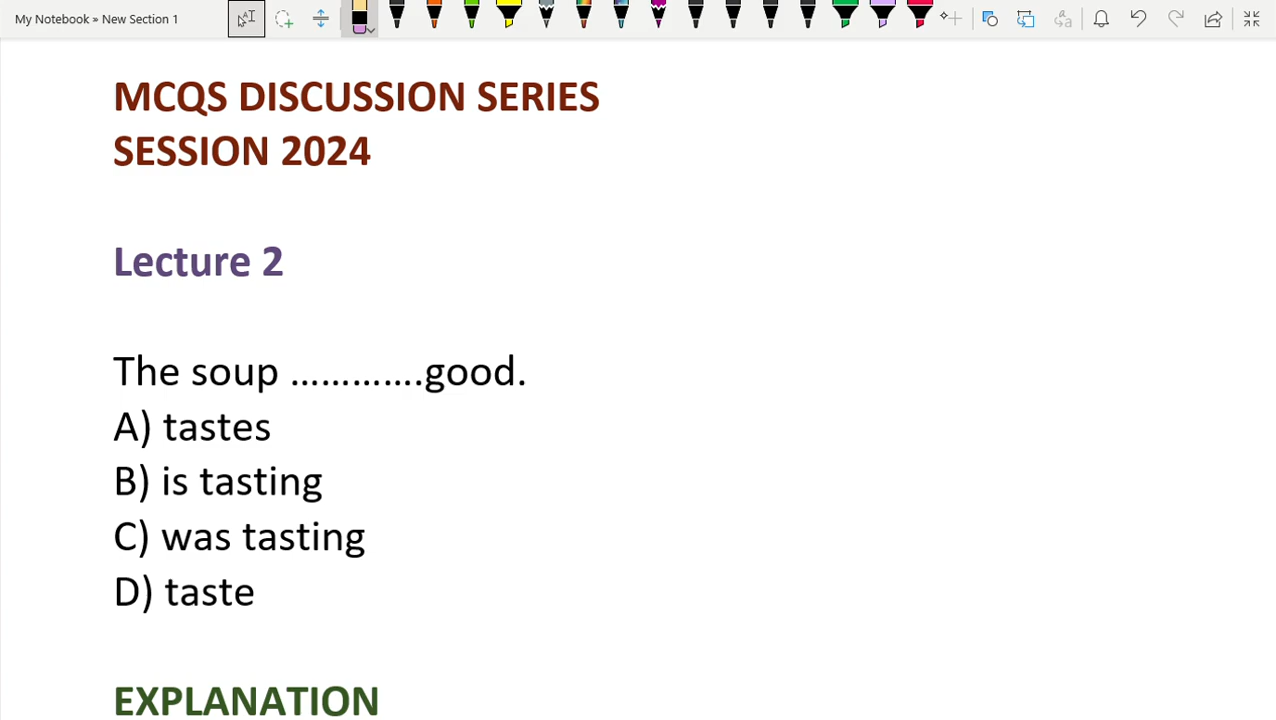 My Notebook » New Section 1
MCQS DISCUSSION SERIES
SESSION 2024
Lecture 2
The soup .............good.
A) tastes
B) is tasting
C) was tasting
D) taste
EXPLANATION